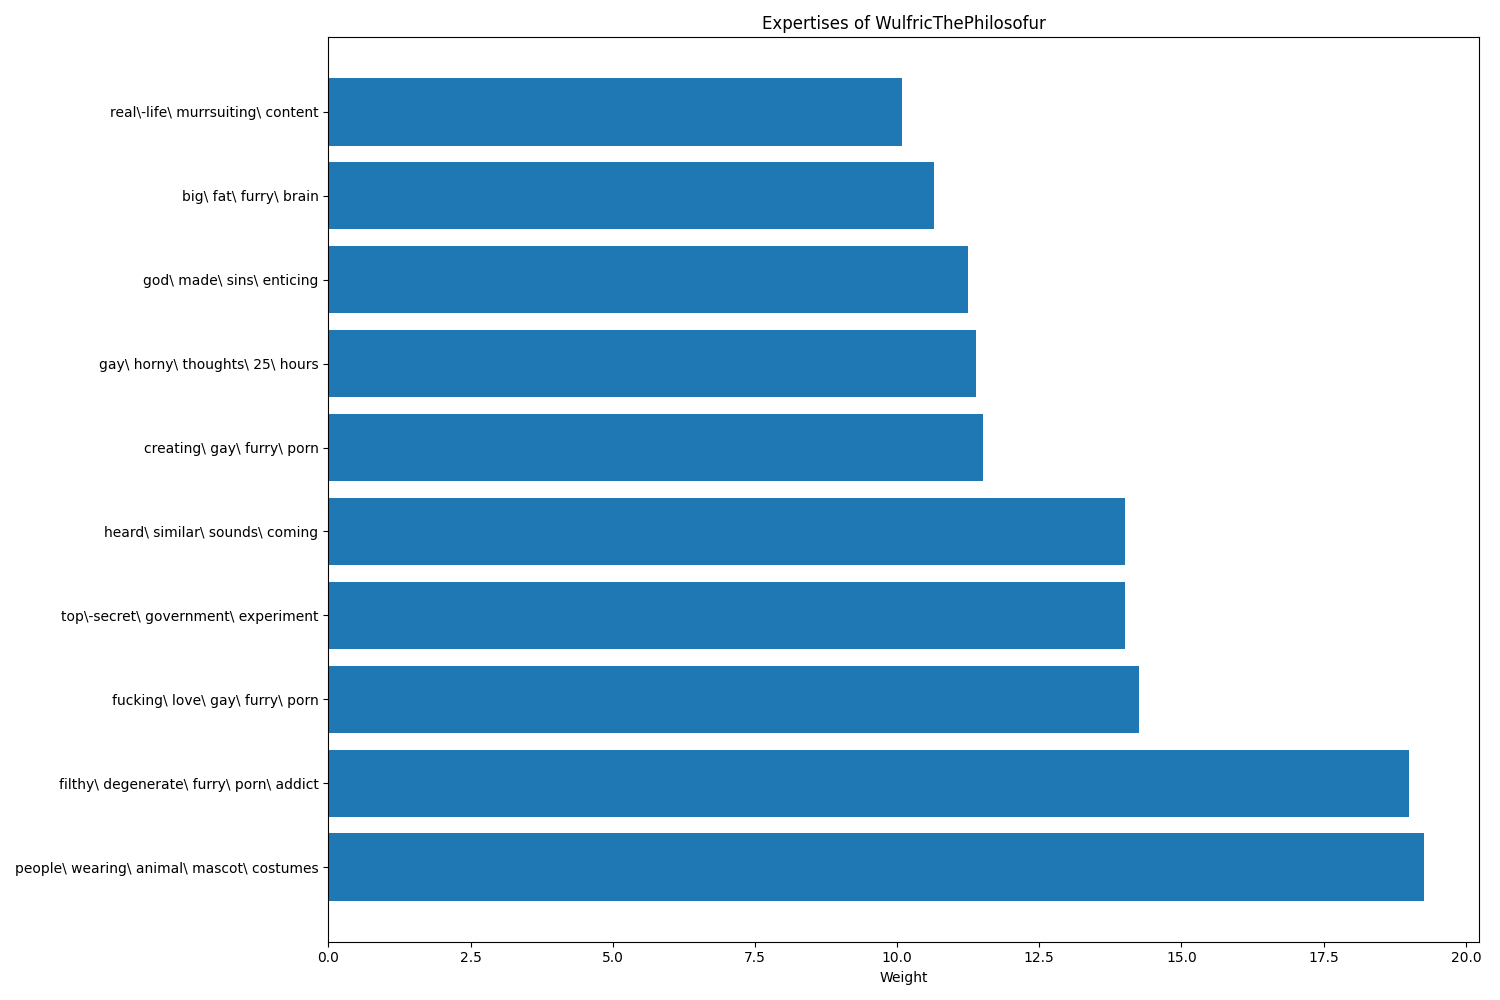 Expertises of WulfricThePhilosofur
real\-life\ murrsuiting\ content
big\ fat\ furry\ brain
god\ made\ sins\ enticing
gay\ horny\ thoughts\ 25\ hours
creating\ gay\ furry\ porn
heard\ similar\ sounds\ coming
top\-secret\ government\ experiment
fucking\ love\ gay\ furry\ porn
filthy\ degenerate\ furry\ porn\ addict
people\ wearing\ animal\ mascot\ costumes
0.0 2.5 5.0 7.5 10.0 12.5 15.0 17.5 20.0
Weight